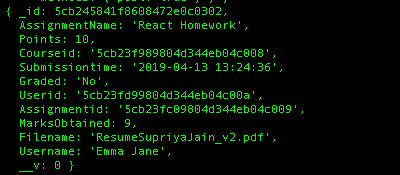 { _id: 5cb245841f8608472e0c0302,
AssignmentName: 'React Homework',
Points: 10,
Courseid: '5cb23f989804d344eb04c008',
Submissiontime: '2019-04-13 13:24:36',
Graded: 'No',
Userid: '5cb23fd99804d344eb04c00a',
Assignmentid: '5cb23fc09804d344eb04c009',
MarksObtained: 9,
Filename: 'ResumeSupriyaJain_v2.pdf',
Username: 'Emma Jane',
__v: 0 }